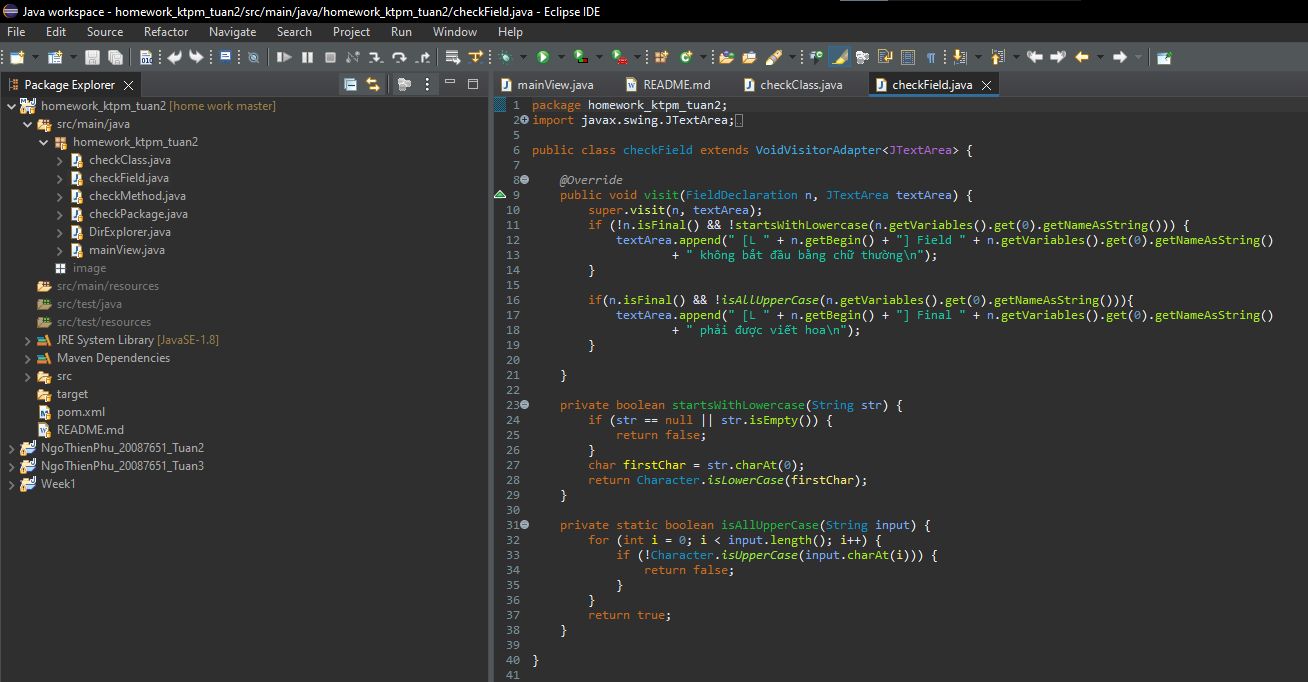 Java workspace - homework_ktpm_tuan2/src/main/java/homework_ktpm_tuan2/checkField.java - Eclipse IDE
File Edit Source Refactor Navigate Search Project Run Window Help
Package Explorer
homework_ktpm_tuan2 [home work master]
src/main/java
homework_ktpm_tuan2
checkClass.java
checkField.java
checkMethod.java
checkPackage.java
DirExplorer.java
mainView.java
image
src/main/resources
src/test/java
src/test/resources
JRE System Library [JavaSE-1.8]
Maven Dependencies
src
target
pom.xml
README.md
NgoThienPhu_20087651_Tuan2
NgoThienPhu_20087651_Tuan3
Week1
mainView.java README.md checkClass.java checkField.java
1 package homework_ktpm_tuan2;
2 import javax.swing.JTextArea;
5
6 public class checkField extends VoidVisitorAdapter<JTextArea> {
7
8 @Override
9 public void visit(FieldDeclaration n, JTextArea textArea) {
10 super.visit(n, textArea);
11 if (!n.isFinal() && !startsWithLowercase(n.getVariables().get(0).getNameAsString())) {
12 textArea.append(" [L " + n.getBegin() + "] Field " + n.getVariables().get(0).getNameAsString()
13 + " không bắt đầu bằng chữ thường\n");
14 }
15
16 if(n.isFinal() && !isAllUpperCase(n.getVariables().get(0).getNameAsString())){
17 textArea.append(" [L " + n.getBegin() + "] Final " + n.getVariables().get(0).getNameAsString()
18 + " phải được viết hoa\n");
19 }
20
21 }
22
23 private boolean startsWithLowercase(String str) {
24 if (str == null || str.isEmpty()) {
25 return false;
26 }
27 char firstChar = str.charAt(0);
28 return Character.isLowerCase(firstChar);
29 }
30
31 private static boolean isAllUpperCase(String input) {
32 for (int i = 0; i < input.length(); i++) {
33 if (!Character.isUpperCase(input.charAt(i))) {
34 return false;
35 }
36 }
37 return true;
38 }
39
40 }
41